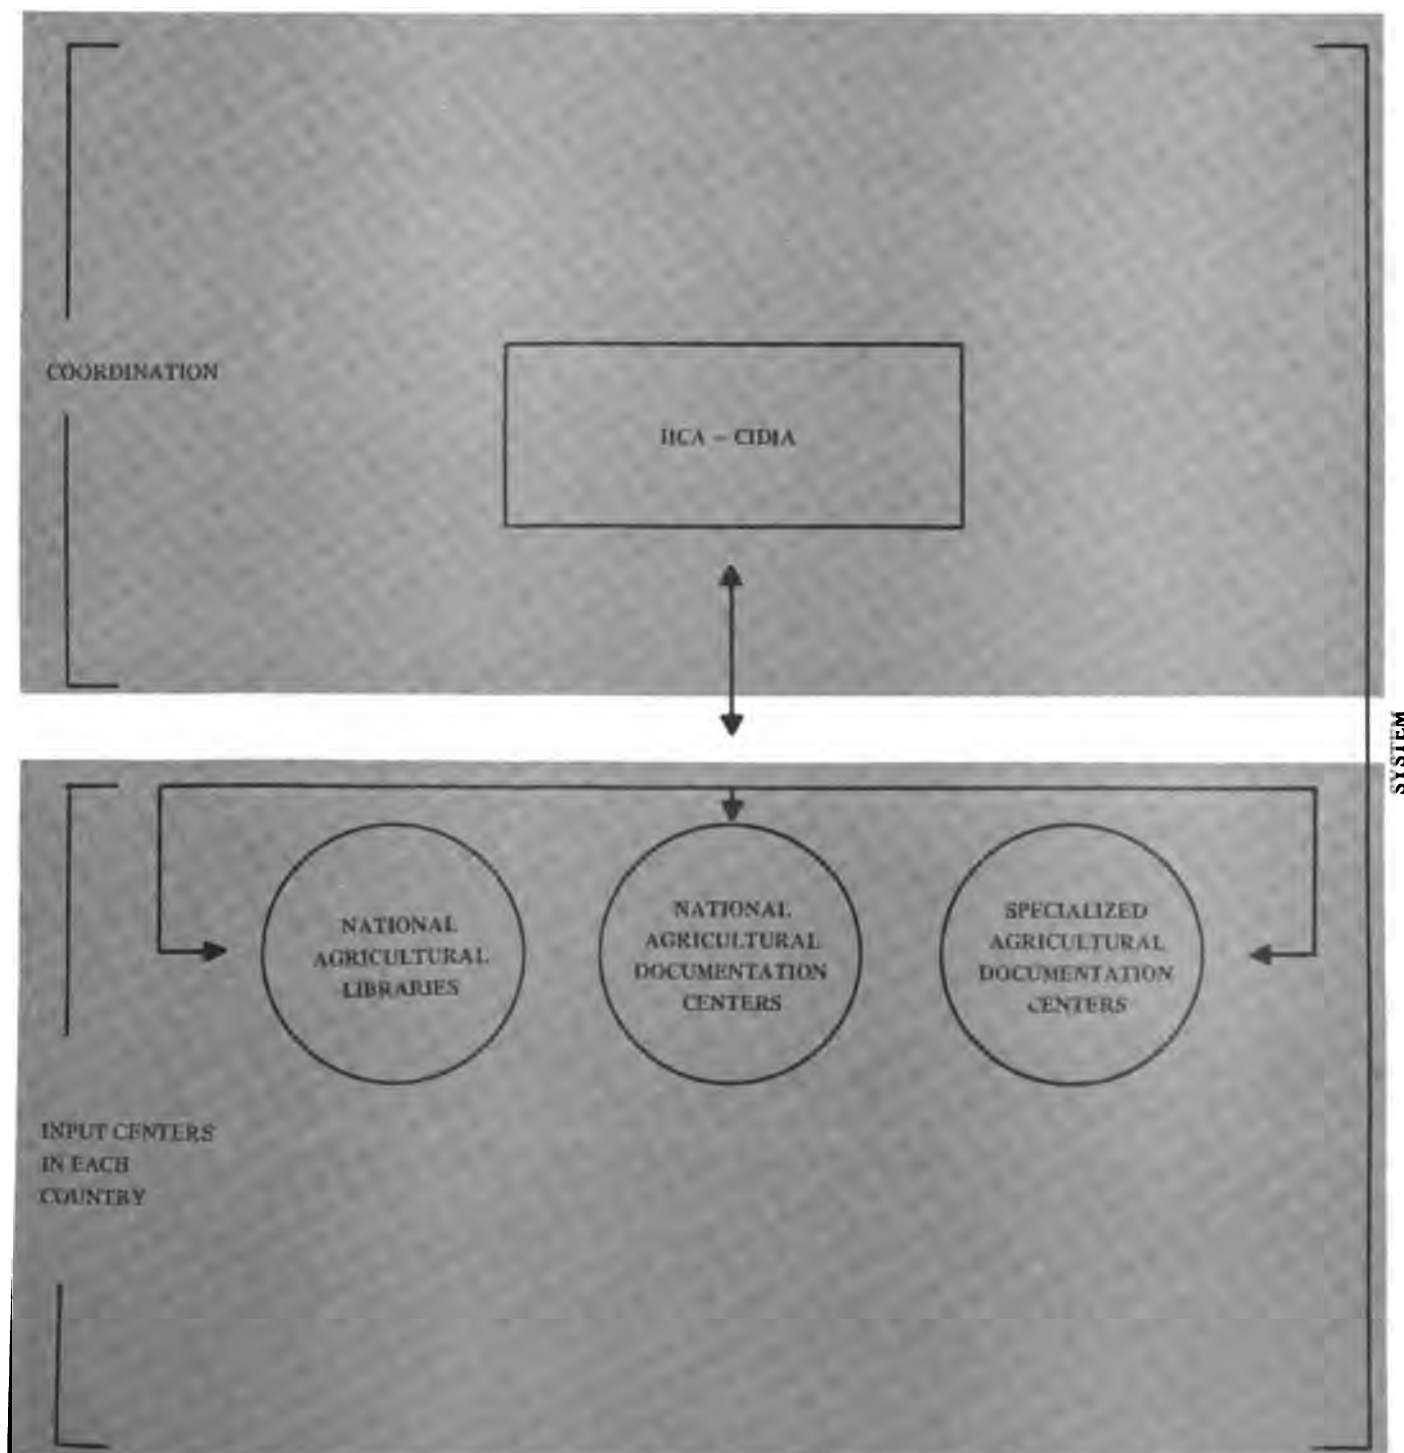 COORDINATION
IICA – CIDIA
SYSTEM
NATIONAL
AGRICULTURAL
LIBRARIES
NATIONAL
AGRICULTURAL
DOCUMENTATION
CENTERS
SPECIALIZED
AGRICULTURAL
DOCUMENTATION
CENTERS
INPUT CENTERS
IN EACH
COUNTRY